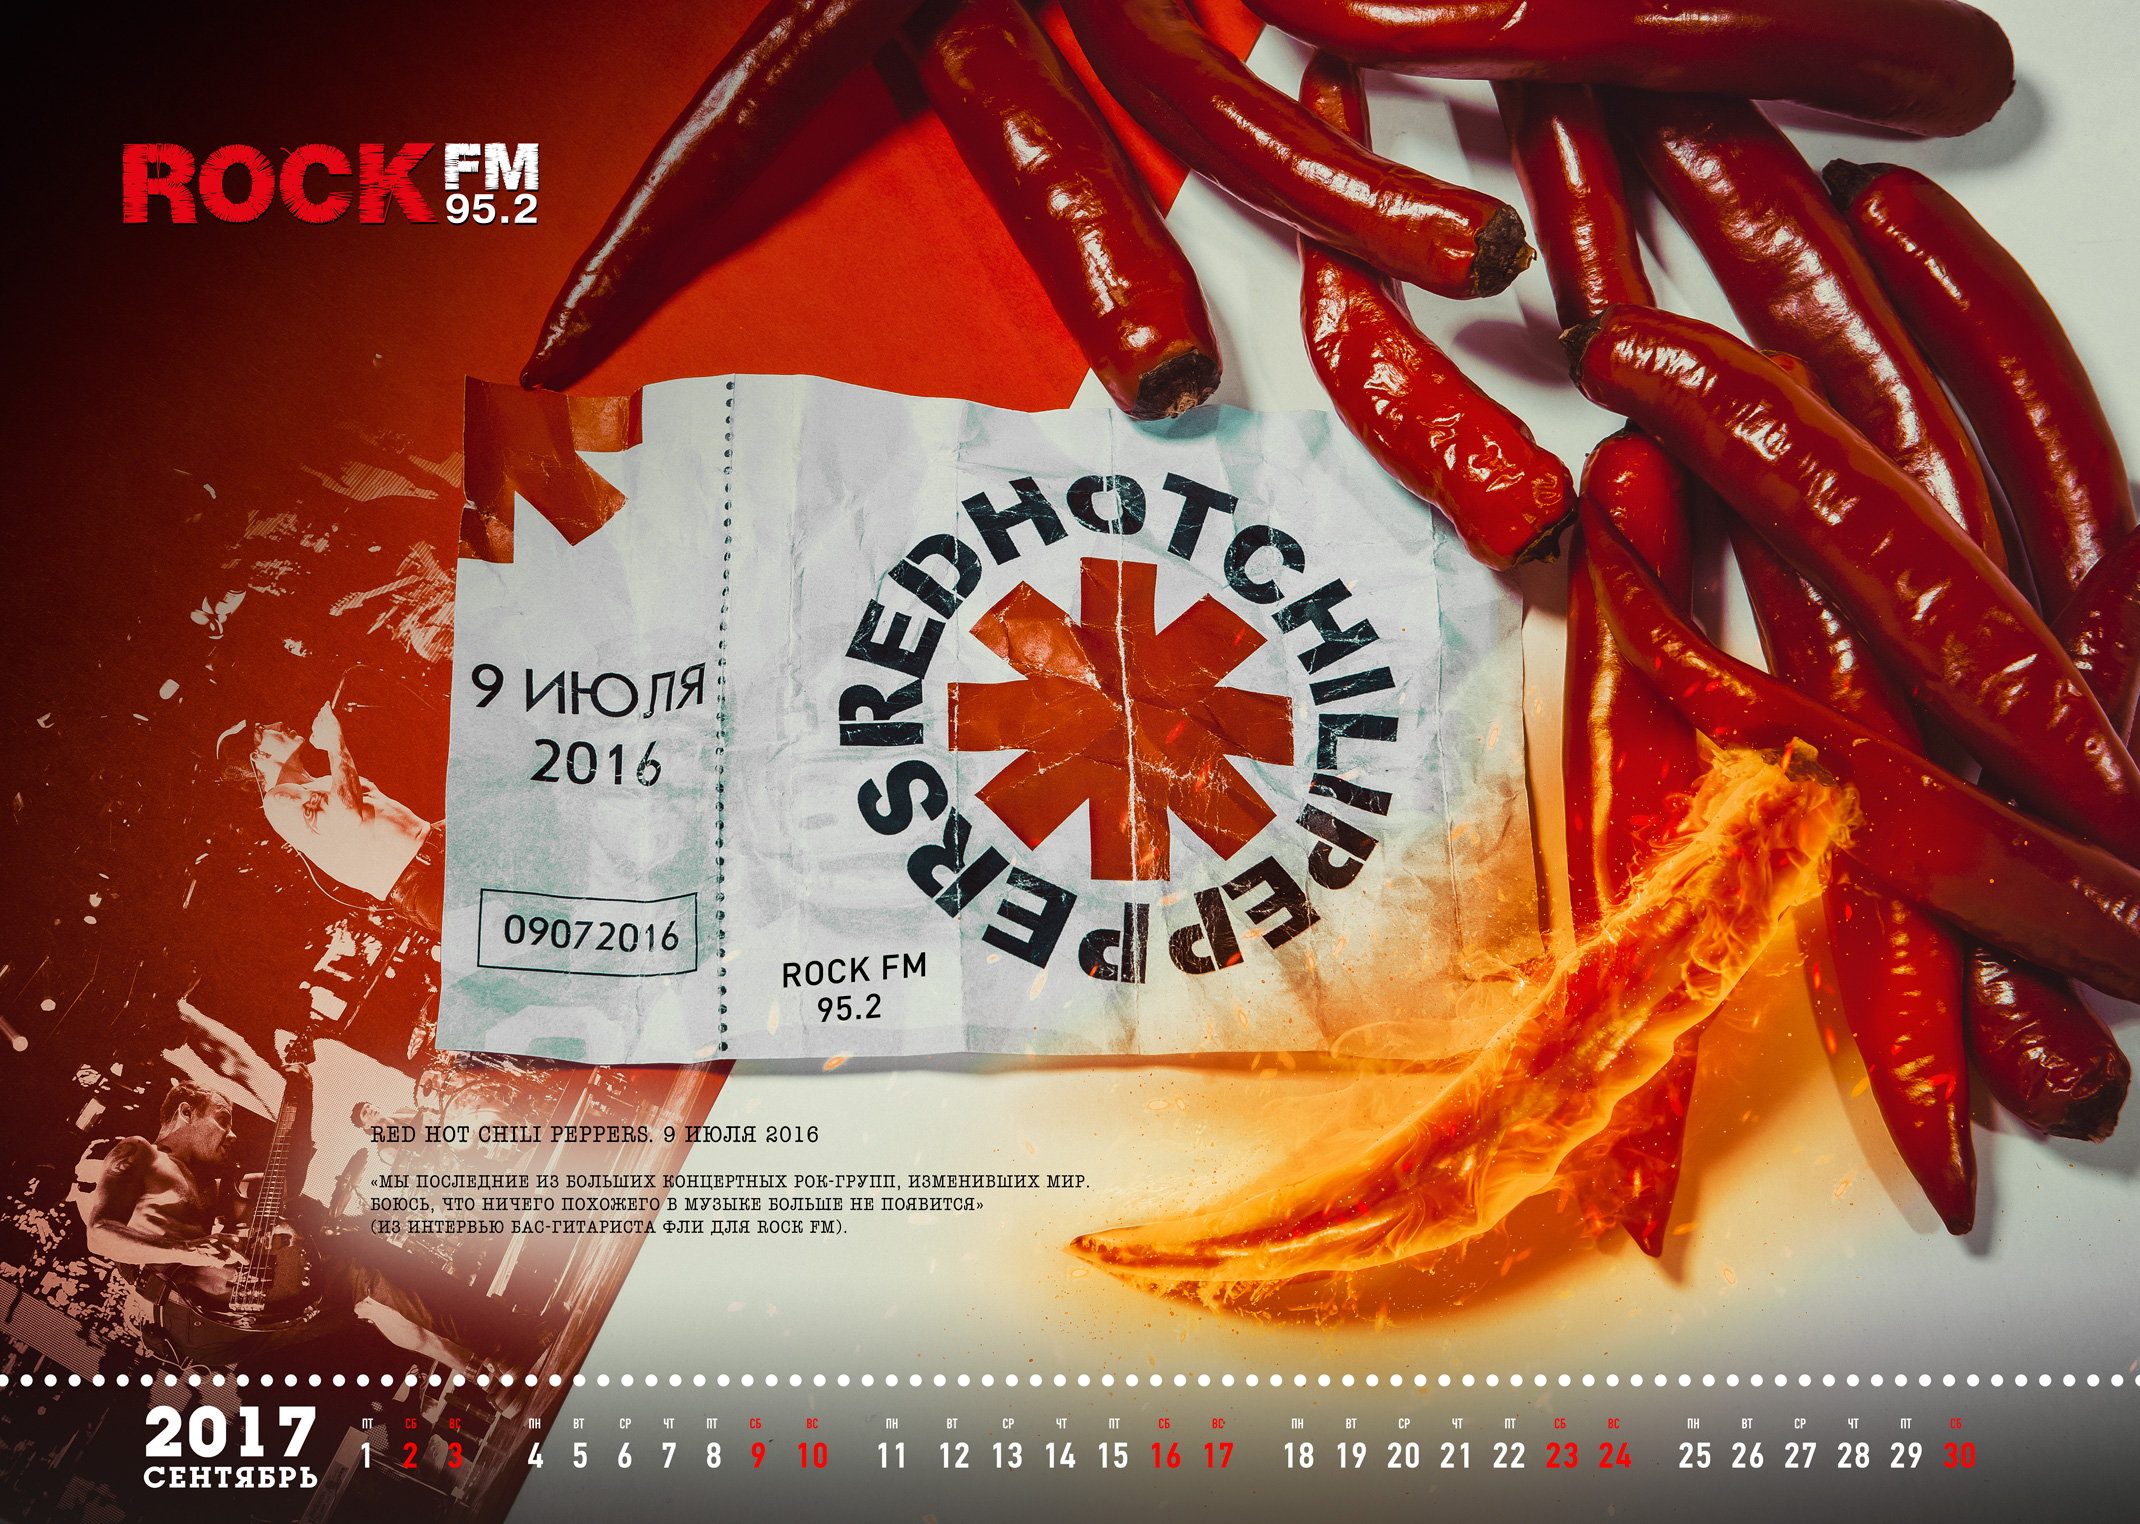 ROCK FM
95.2
9 ИЮЛЯ
2016
09072016
RED HOT CHILI PEPPERS
ROCK FM
95.2
RED HOT CHILI PEPPERS. 9 ИЮЛЯ 2016
«МЫ ПОСЛЕДНИЕ ИЗ БОЛЬШИХ КОНЦЕРТНЫХ РОК-ГРУПП, ИЗМЕНИВШИХ МИР.
БОЮСЬ, ЧТО НИЧЕГО ПОХОЖЕГО В МУЗЫКЕ БОЛЬШЕ НЕ ПОЯВИТСЯ»
(ИЗ ИНТЕРВЬЮ БАС-ГИТАРИСТА ФЛИ ДЛЯ ROCK FM).
2017
СЕНТЯБРЬ
ПТ СБ ВС ПН ВТ СР ЧТ ПТ СБ ВС ПН ВТ СР ЧТ ПТ СБ ВС ПН ВТ СР ЧТ ПТ СБ ВС ПН ВТ СР ЧТ ПТ СБ
1 2 3 4 5 6 7 8 9 10 11 12 13 14 15 16 17 18 19 20 21 22 23 24 25 26 27 28 29 30